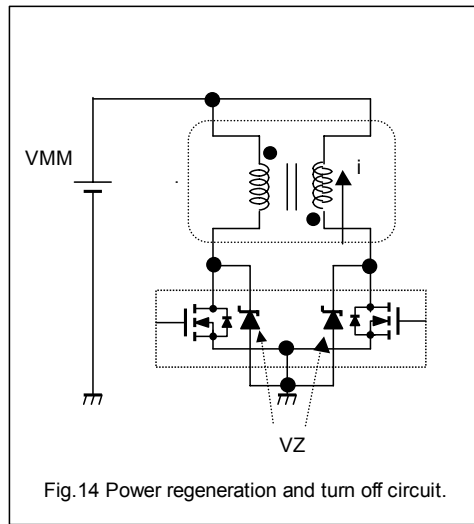 VMM
i
VZ
Fig.14 Power regeneration and turn off circuit.